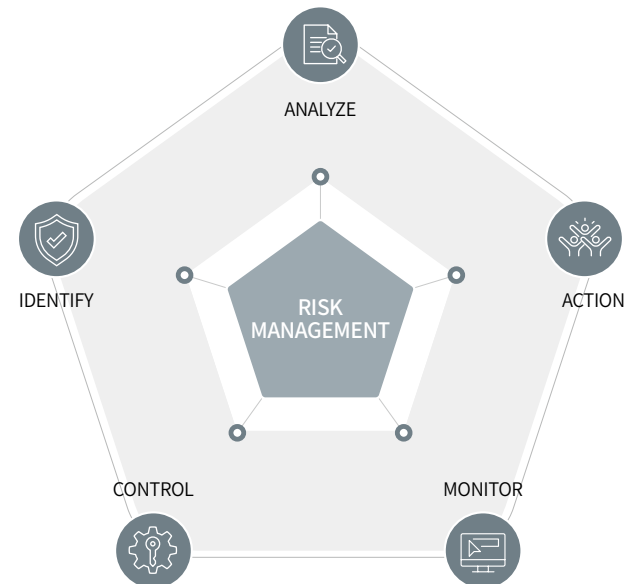 ANALYZE
IDENTIFY
ACTION
RISK
MANAGEMENT
CONTROL
MONITOR